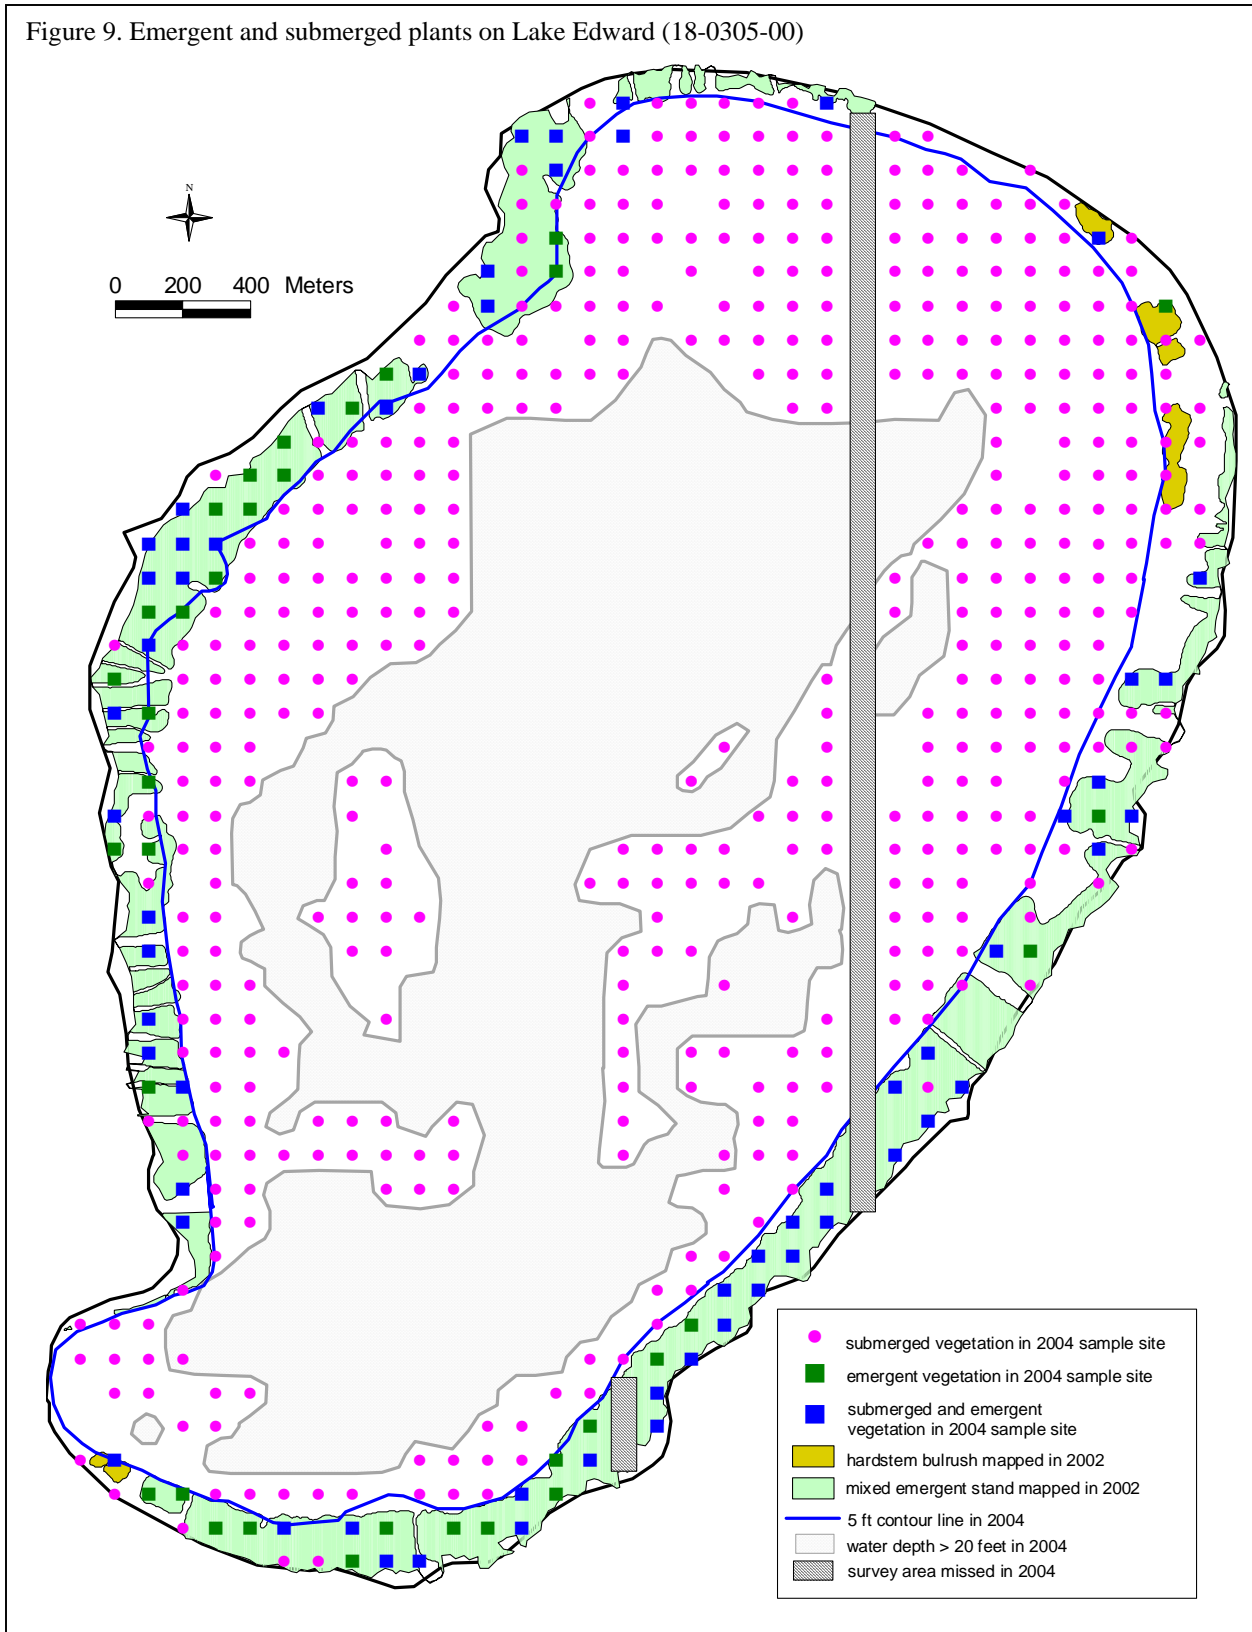 Figure 9. Emergent and submerged plants on Lake Edward (18-0305-00)
N
0 200 400 Meters
submerged vegetation in 2004 sample site
emergent vegetation in 2004 sample site
submerged and emergent
vegetation in 2004 sample site
hardstem bulrush mapped in 2002
mixed emergent stand mapped in 2002
5 ft contour line in 2004
water depth > 20 feet in 2004
survey area missed in 2004